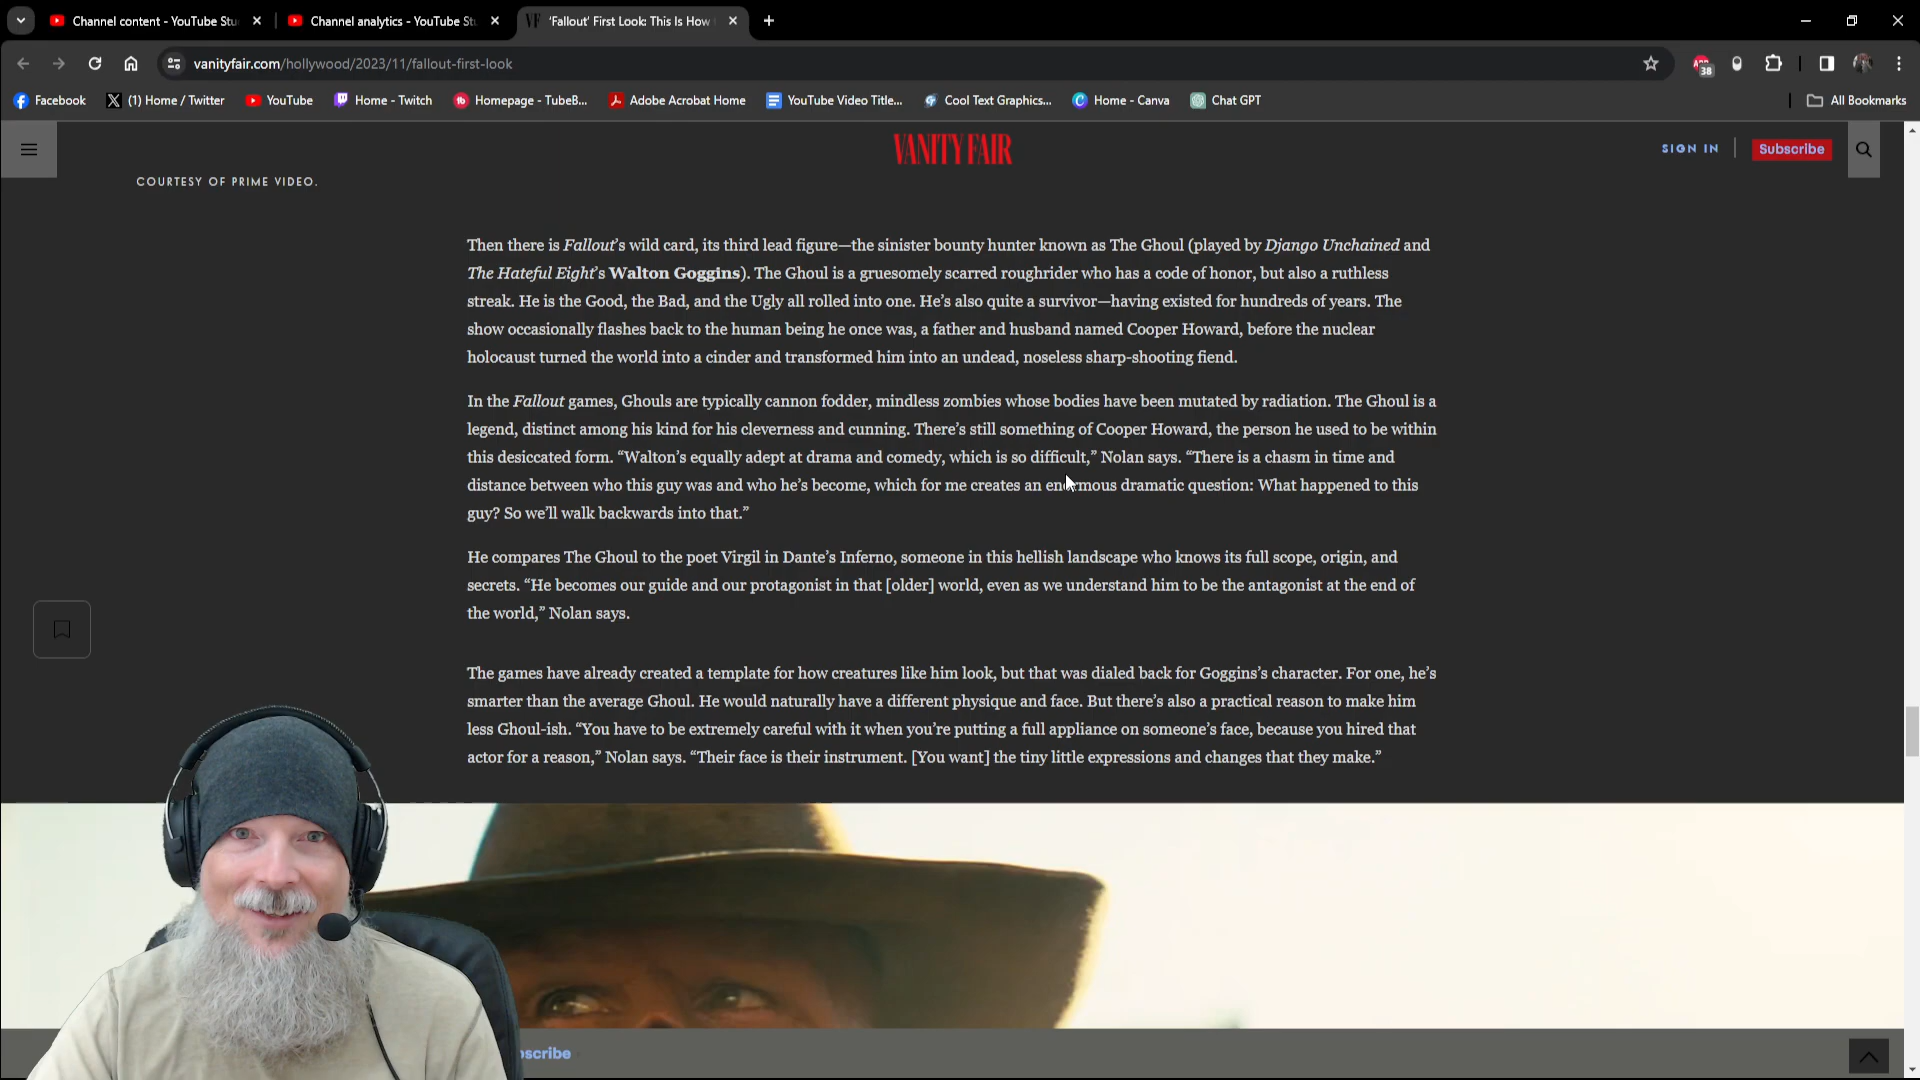 Channel content - YouTube Stu
Channel analytics - YouTube St
VF
'Fallout' First Look: This Is How
vanityfair.com/hollywood/2023/11/fallout-first-look
38
Facebook
(1) Home / Twitter
YouTube
Home - Twitch
Homepage - TubeB...
Adobe Acrobat Home
YouTube Video Title...
Cool Text Graphics...
Home - Canva
Chat GPT
All Bookmarks
VANITY FAIR
SIGN IN
Subscribe
COURTESY OF PRIME VIDEO.
Then there is Fallout’s wild card, its third lead figure—the sinister bounty hunter known as The Ghoul (played by Django Unchained and
The Hateful Eight’s Walton Goggins). The Ghoul is a gruesomely scarred roughrider who has a code of honor, but also a ruthless
streak. He is the Good, the Bad, and the Ugly all rolled into one. He’s also quite a survivor—having existed for hundreds of years. The
show occasionally flashes back to the human being he once was, a father and husband named Cooper Howard, before the nuclear
holocaust turned the world into a cinder and transformed him into an undead, noseless sharp-shooting fiend.
In the Fallout games, Ghouls are typically cannon fodder, mindless zombies whose bodies have been mutated by radiation. The Ghoul is a
legend, distinct among his kind for his cleverness and cunning. There’s still something of Cooper Howard, the person he used to be within
this desiccated form. “Walton’s equally adept at drama and comedy, which is so difficult,” Nolan says. “There is a chasm in time and
distance between who this guy was and who he’s become, which for me creates an enormous dramatic question: What happened to this
guy? So we’ll walk backwards into that.”
He compares The Ghoul to the poet Virgil in Dante’s Inferno, someone in this hellish landscape who knows its full scope, origin, and
secrets. “He becomes our guide and our protagonist in that [older] world, even as we understand him to be the antagonist at the end of
the world,” Nolan says.
The games have already created a template for how creatures like him look, but that was dialed back for Goggins’s character. For one, he’s
smarter than the average Ghoul. He would naturally have a different physique and face. But there’s also a practical reason to make him
less Ghoul-ish. “You have to be extremely careful with it when you’re putting a full appliance on someone’s face, because you hired that
actor for a reason,” Nolan says. “Their face is their instrument. [You want] the tiny little expressions and changes that they make.”
scribe